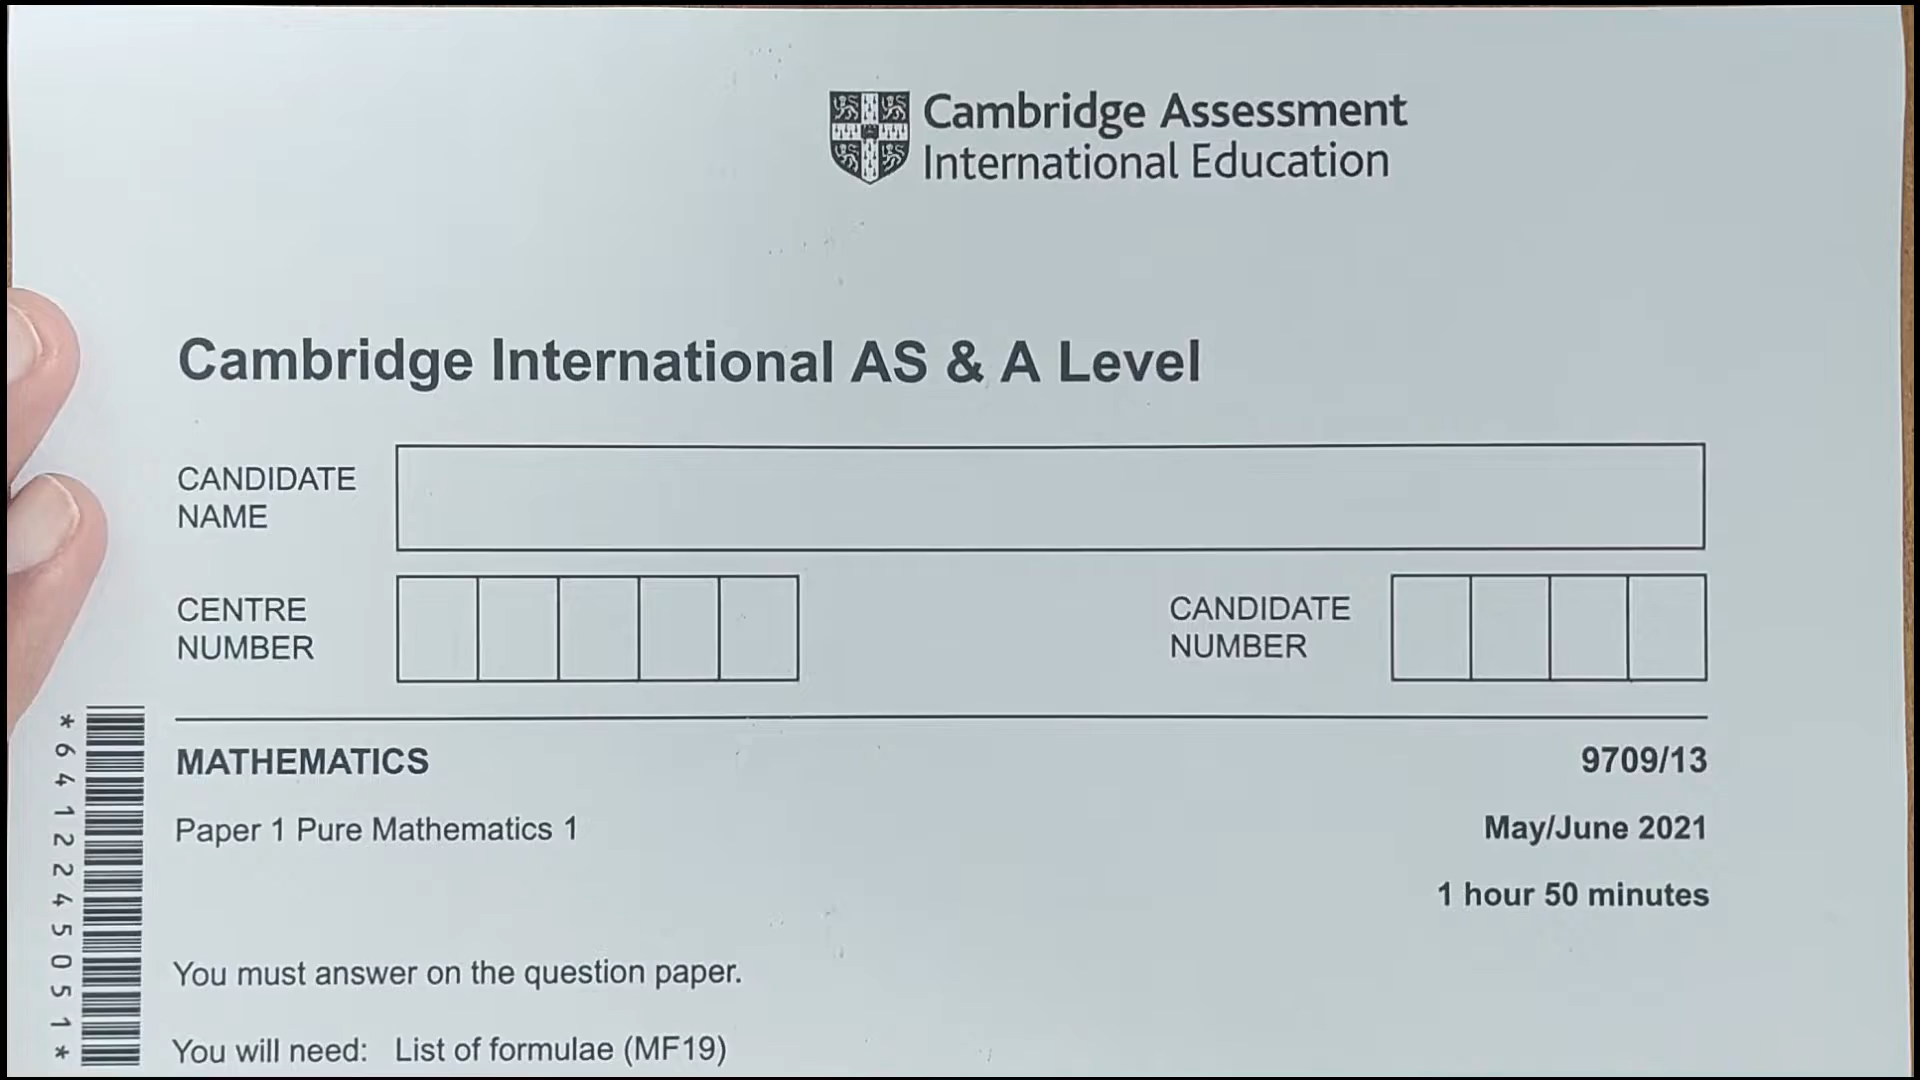 Cambridge Assessment
International Education
Cambridge International AS & A Level
CANDIDATE
NAME
CENTRE
NUMBER
CANDIDATE
NUMBER
MATHEMATICS
9709/13
Paper 1 Pure Mathematics 1
May/June 2021
1 hour 50 minutes
You must answer on the question paper.
You will need: List of formulae (MF19)
*6412245051*